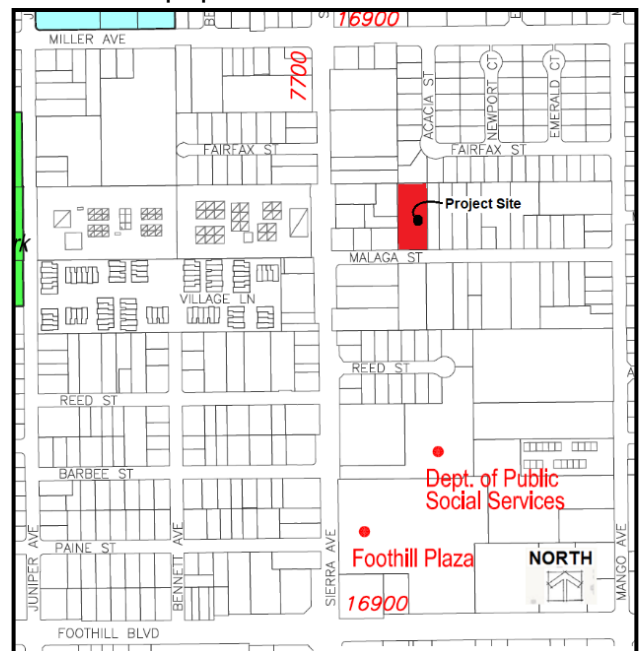 16900
MILLER AVE
7700
ACACIA ST
NEWPORT CT
EMERALD CT
FAIRFAX ST
FAIRFAX ST
Project Site
MALAGA ST
VILLAGE LN
REED ST
REED ST
BARBEE ST
Dept. of Public
Social Services
PAINE ST
Foothill Plaza
NORTH
JUNIPER AVE
BENNETT AVE
SIERRA AVE
MANGO AVE
16900
FOOTHILL BLVD